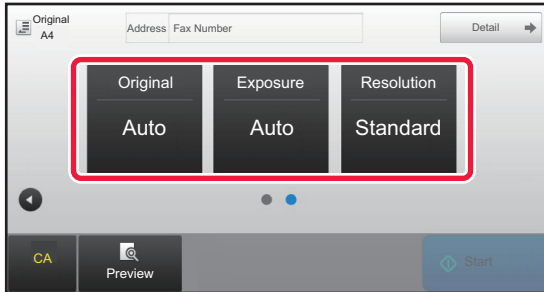 Original
A4
Address Fax Number
Detail
Original Exposure Resolution
Auto Auto Standard
CA
Preview
Start